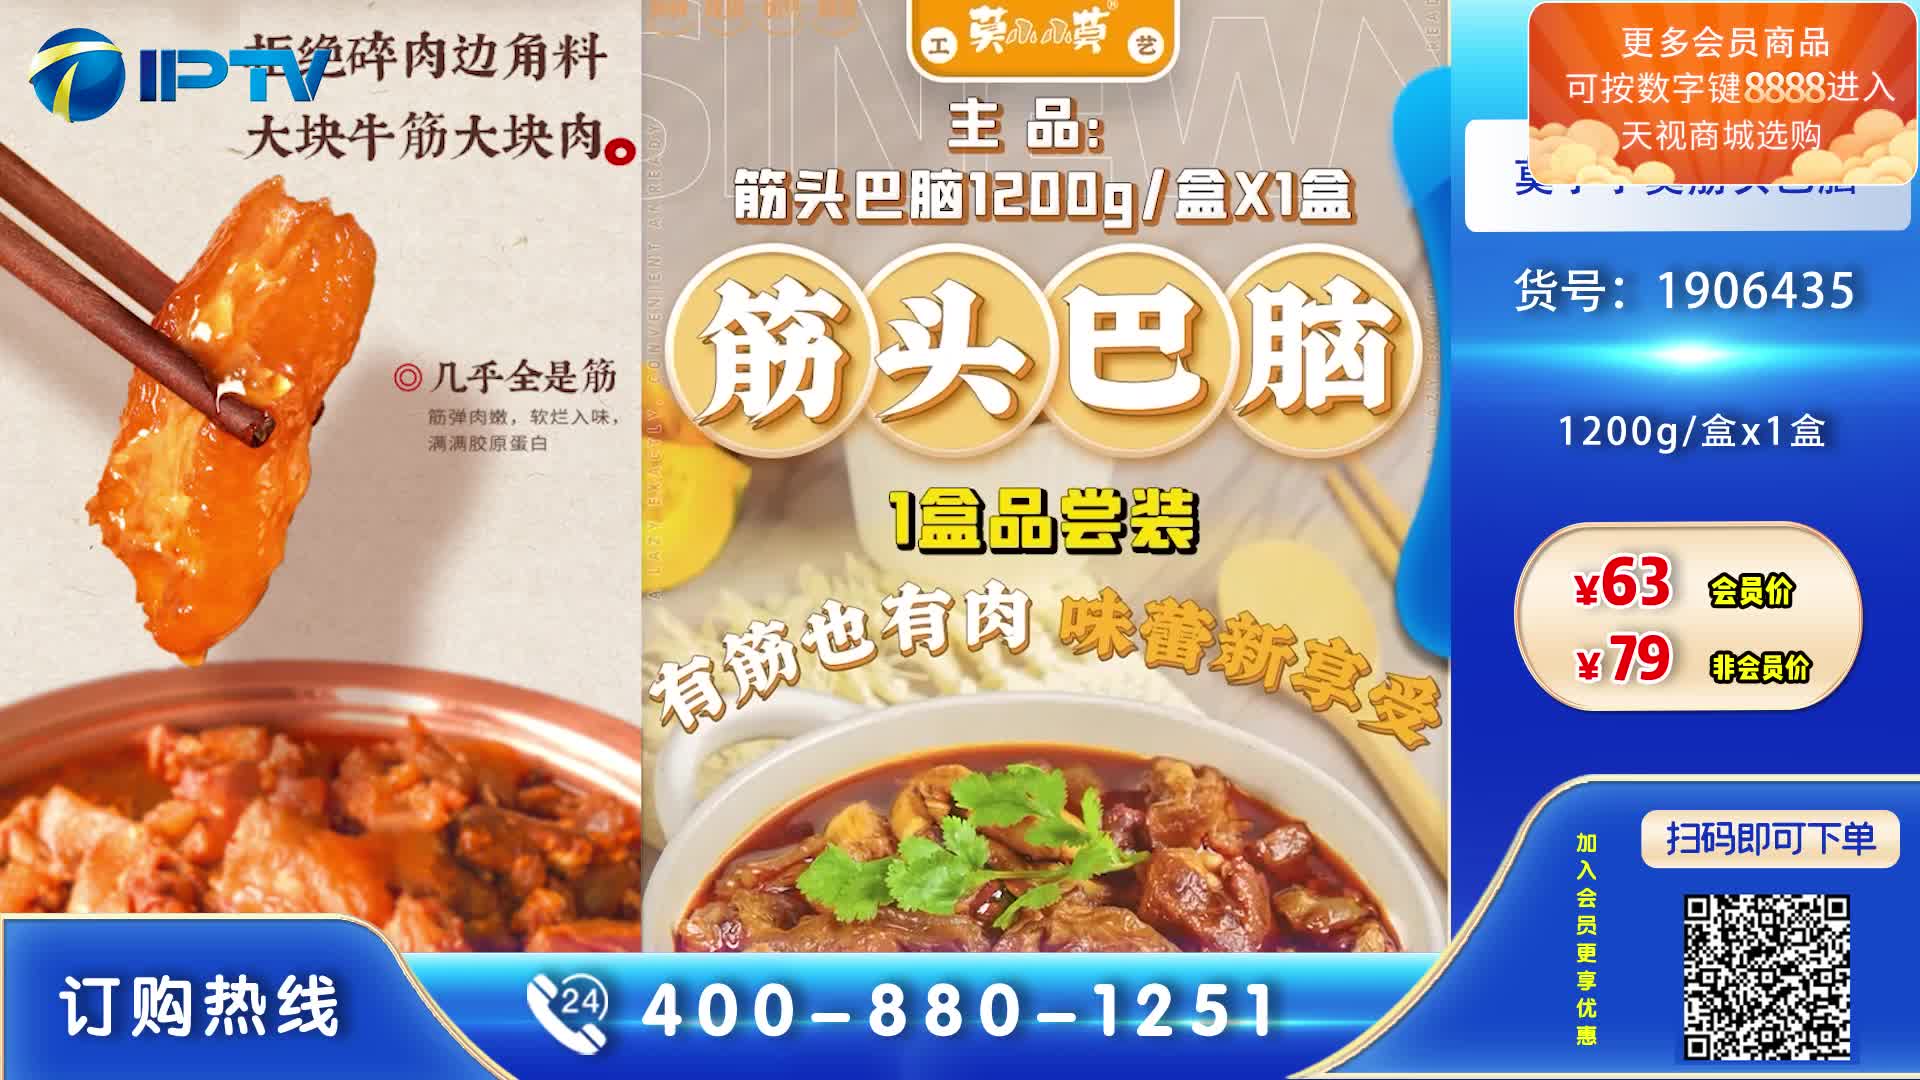 IPTV
拒绝碎肉边角料
大块牛筋大块肉
几乎全是筋
筋弹肉嫩，软烂入味，
满满胶原蛋白
工
莫小小莫®
艺
主 品:
筋头巴脑1200g/盒X1盒
筋头巴脑
1盒品尝装
有筋也有肉 味蕾新享受
更多会员商品
可按数字键8888进入
天视商城选购
货号：1906435
1200g/盒x1盒
¥63 会员价
¥79 非会员价
加入会员更享优惠
扫码即可下单
订购热线
24
400-880-1251